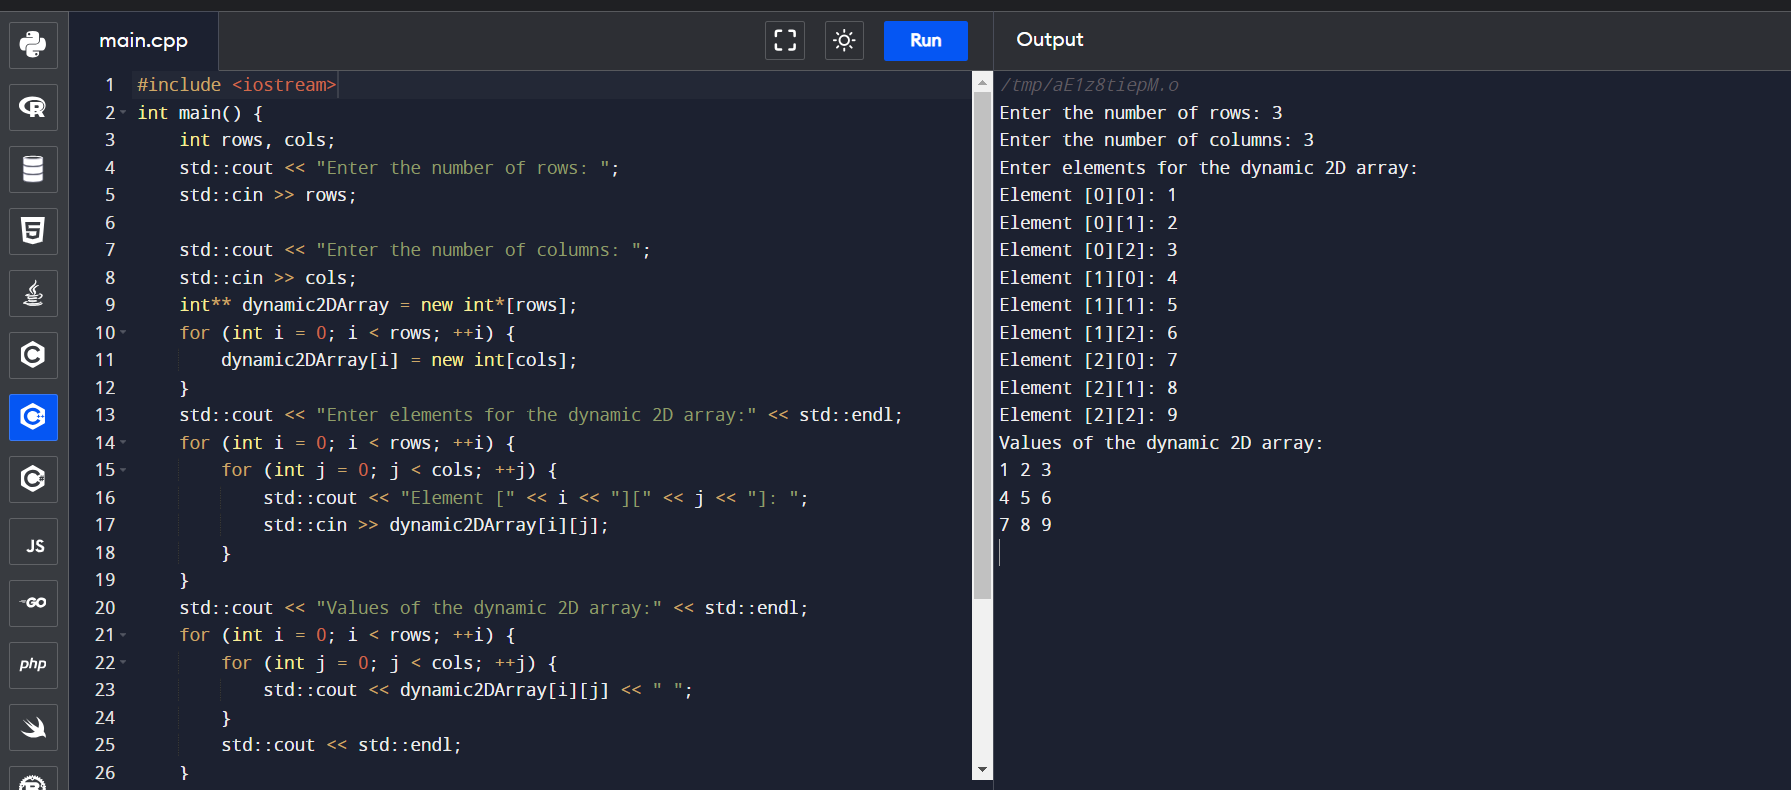 main.cpp
Run
Output
1 #include <iostream>
2 int main() {
3     int rows, cols;
4     std::cout << "Enter the number of rows: ";
5     std::cin >> rows;
6
7     std::cout << "Enter the number of columns: ";
8     std::cin >> cols;
9     int** dynamic2DArray = new int*[rows];
10     for (int i = 0; i < rows; ++i) {
11         dynamic2DArray[i] = new int[cols];
12     }
13     std::cout << "Enter elements for the dynamic 2D array:" << std::endl;
14     for (int i = 0; i < rows; ++i) {
15         for (int j = 0; j < cols; ++j) {
16             std::cout << "Element [" << i << "][" << j << "]: ";
17             std::cin >> dynamic2DArray[i][j];
18         }
19     }
20     std::cout << "Values of the dynamic 2D array:" << std::endl;
21     for (int i = 0; i < rows; ++i) {
22         for (int j = 0; j < cols; ++j) {
23             std::cout << dynamic2DArray[i][j] << " ";
24         }
25         std::cout << std::endl;
26     }
/tmp/aE1z8tiepM.o
Enter the number of rows: 3
Enter the number of columns: 3
Enter elements for the dynamic 2D array:
Element [0][0]: 1
Element [0][1]: 2
Element [0][2]: 3
Element [1][0]: 4
Element [1][1]: 5
Element [1][2]: 6
Element [2][0]: 7
Element [2][1]: 8
Element [2][2]: 9
Values of the dynamic 2D array:
1 2 3
4 5 6
7 8 9
R
5
C
C++
C
JS
GO
php
R